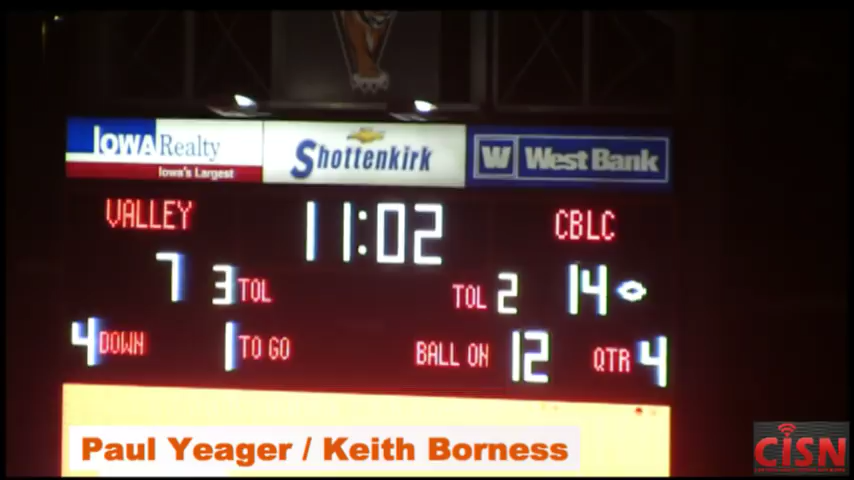 IOWA Realty
Iowa's Largest
Shottenkirk
W West Bank
VALLEY 11:02 CBLC
7 3 TOL TOL 2 14
4 DOWN 1 TO GO BALL ON 12 QTR 4
Paul Yeager / Keith Borness
CISN